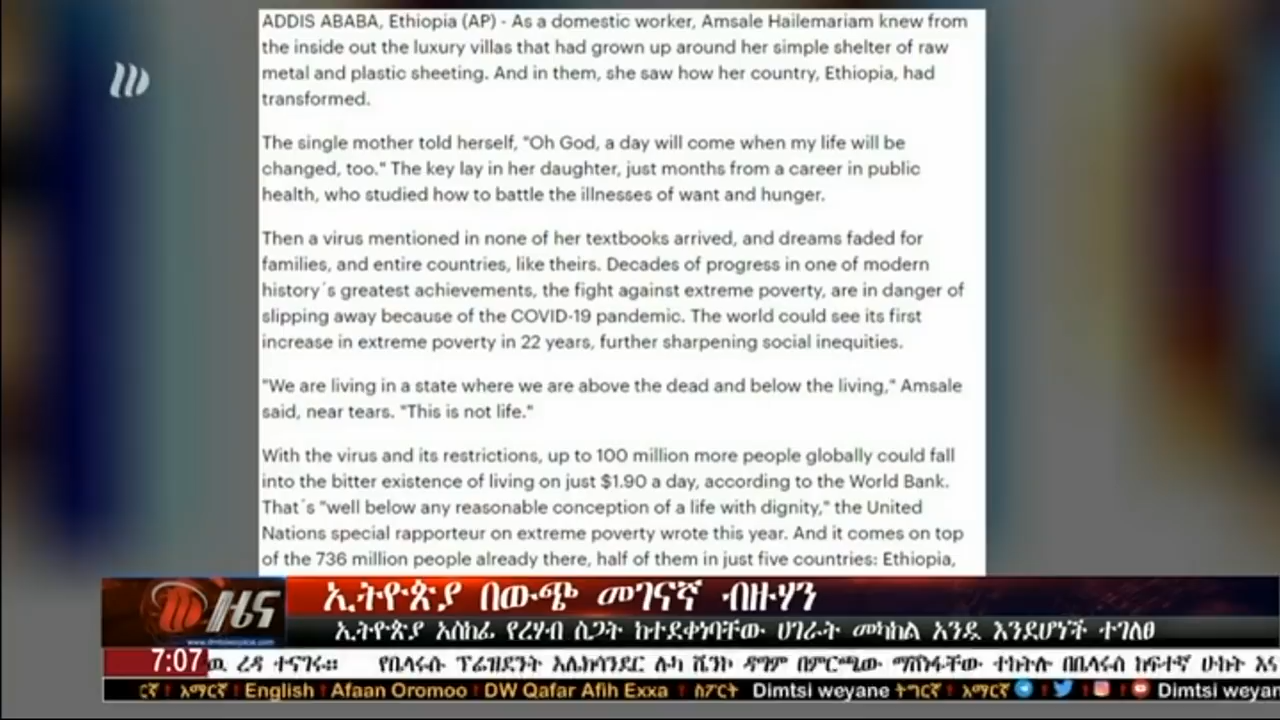 ADDIS ABABA, Ethiopia (AP) - As a domestic worker, Amsale Hailemariam knew from
the inside out the luxury villas that had grown up around her simple shelter of raw
metal and plastic sheeting. And in them, she saw how her country, Ethiopia, had
transformed.
The single mother told herself, "Oh God, a day will come when my life will be
changed, too." The key lay in her daughter, just months from a career in public
health, who studied how to battle the illnesses of want and hunger.
Then a virus mentioned in none of her textbooks arrived, and dreams faded for
families, and entire countries, like theirs. Decades of progress in one of modern
history´s greatest achievements, the fight against extreme poverty, are in danger of
slipping away because of the COVID-19 pandemic. The world could see its first
increase in extreme poverty in 22 years, further sharpening social inequities.
"We are living in a state where we are above the dead and below the living," Amsale
said, near tears. "This is not life."
With the virus and its restrictions, up to 100 million more people globally could fall
into the bitter existence of living on just $1.90 a day, according to the World Bank.
That´s "well below any reasonable conception of a life with dignity," the United
Nations special rapporteur on extreme poverty wrote this year. And it comes on top
of the 736 million people already there, half of them in just five countries: Ethiopia,
ዜና
ኢትዮጵያ በውጭ መገናኛ ብዙሃን
ኢትዮጵያ አስከፊ የረሃብ ስጋት ከተደቀነባቸው ሀገራት መካከል አንዷ እንደሆነች ተገለፀ
7:07 ረዳ ተናገሩ። የቤላሩሱ ፕሬዝደንት አሌክሳንደር ሉካ ሼንኮ ዳግም በምርጫው ማሸነፋቸው ተከትሎ በቤላሩስ ከፍተኛ ሁከት እና
ርኛ አማርኛ English Afaan Oromoo DW Qafar Afih Exxa ስፖርት Dimtsi weyane ትግርኛ አማርኛ Dimtsi weyan